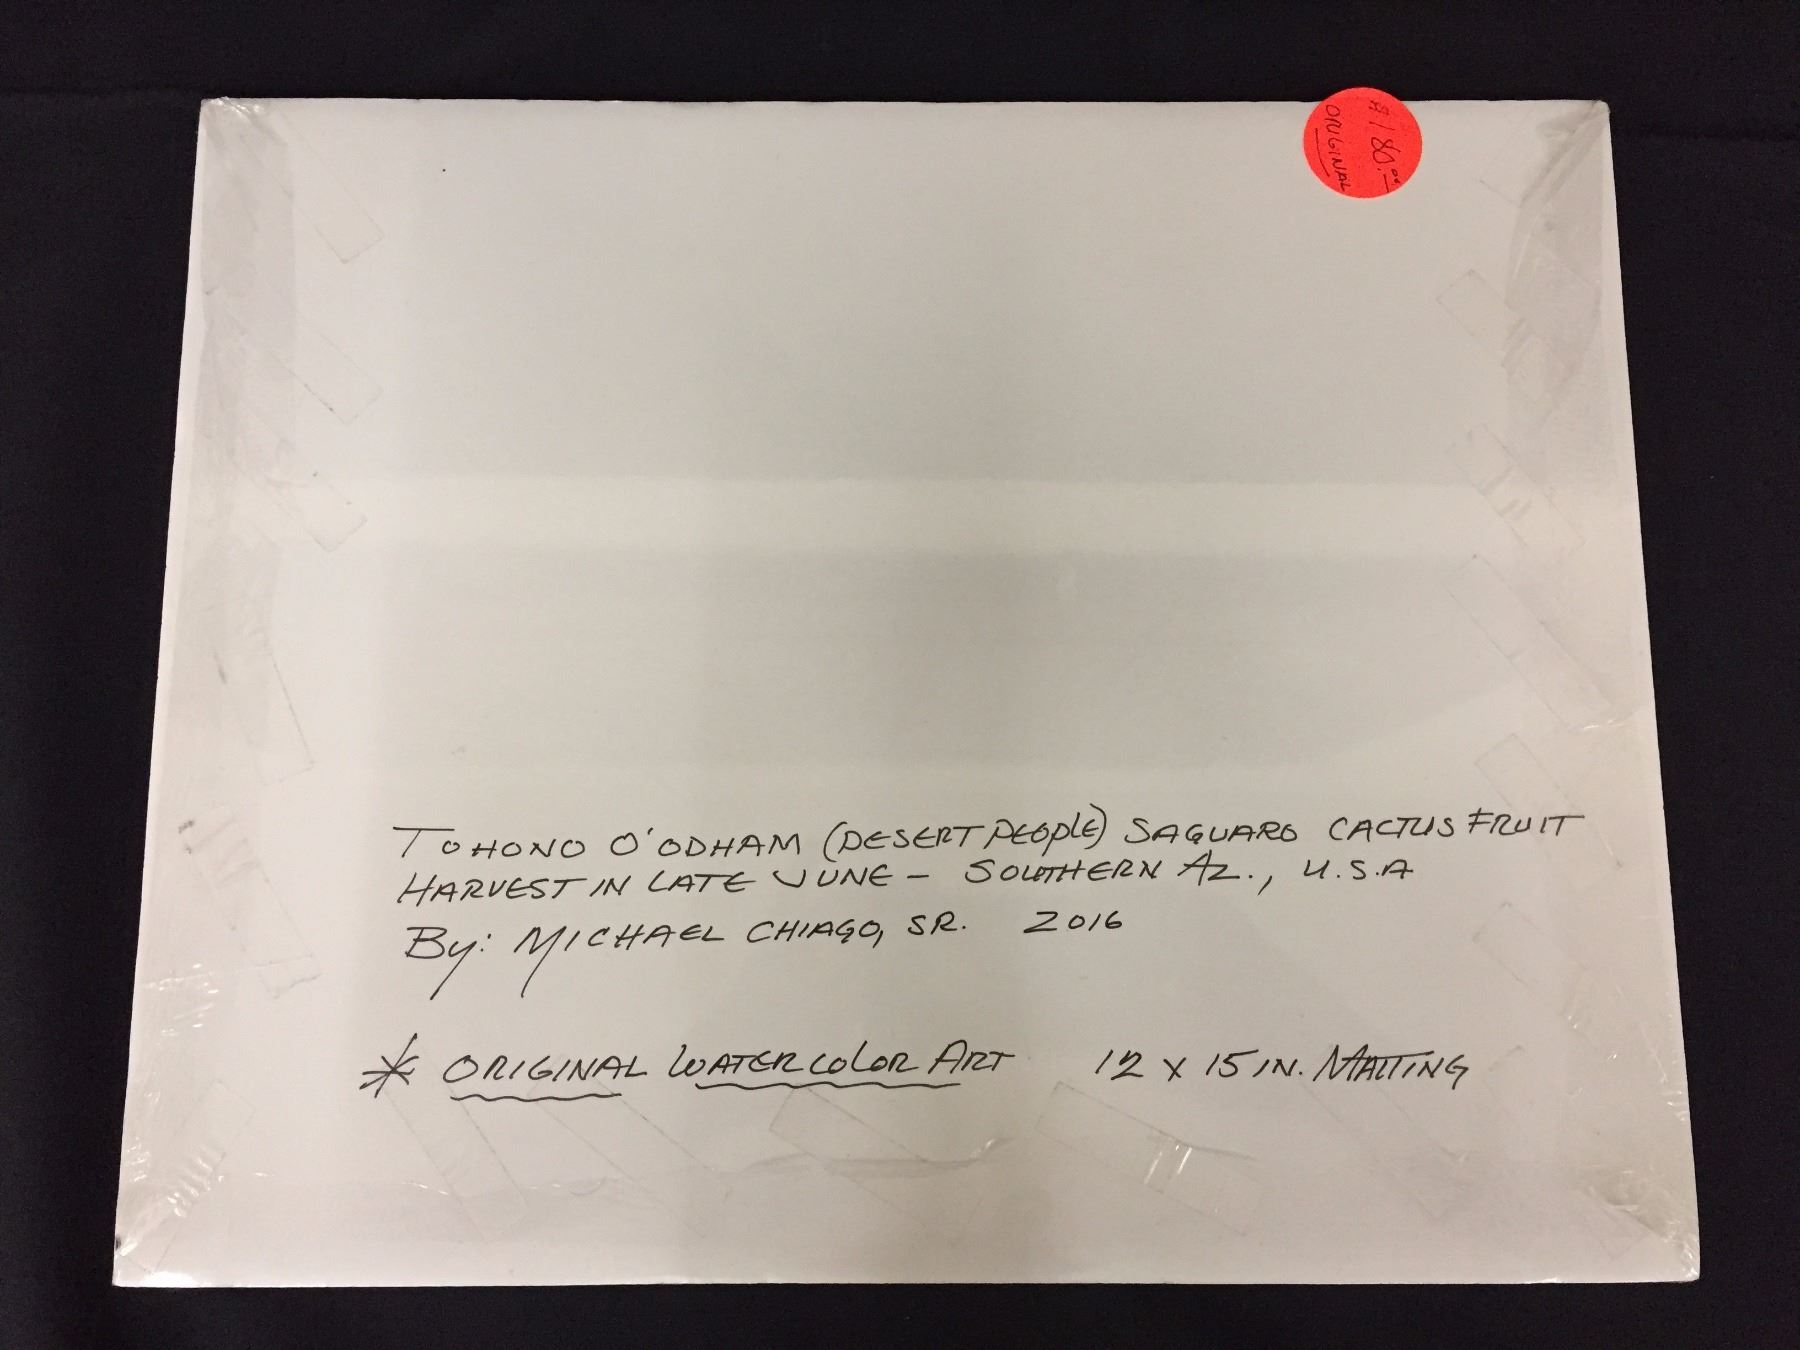 $180.00
ORIGINAL
TOHONO O'ODHAM (DESERT PEOPLE) SAGUARO CACTUS FRUIT
HARVEST IN LATE JUNE - SOUTHERN AZ., U.S.A
By: MICHAEL CHIAGO, SR. 2016
* ORIGINAL WATERCOLOR ART 12 x 15 IN. MATTING